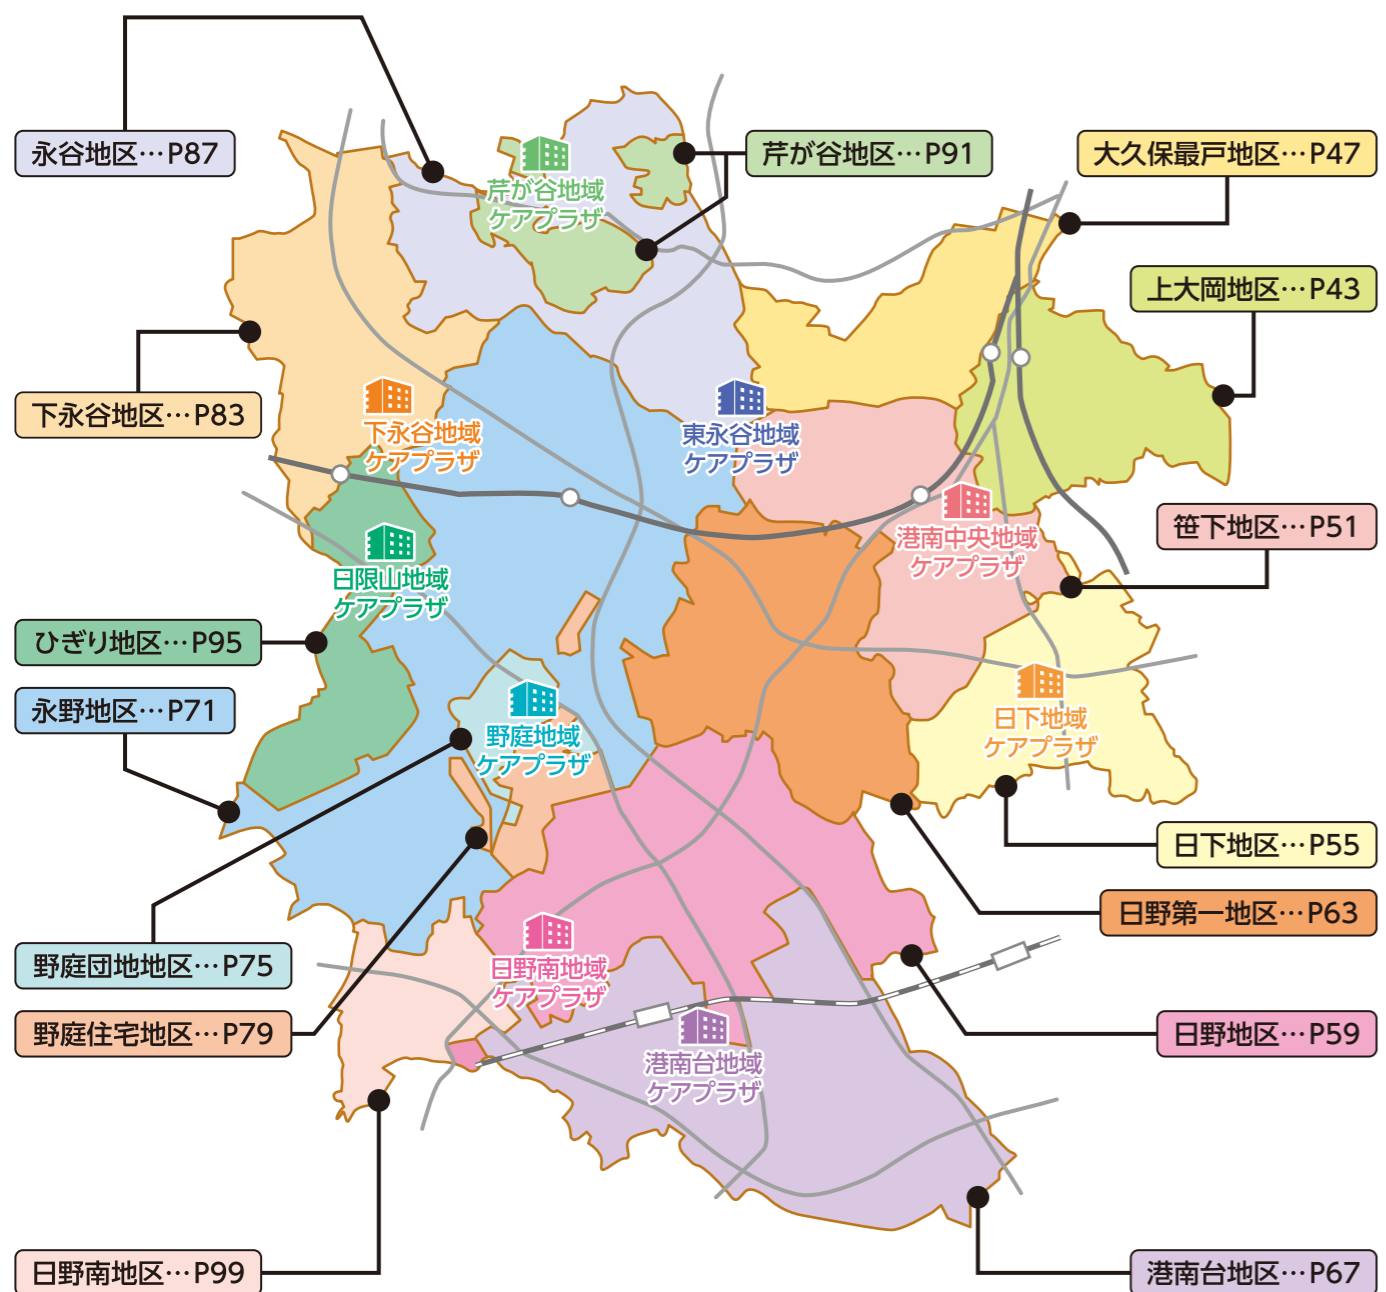 永谷地区…P87
芹が谷地区…P91
大久保最戸地区…P47
芹が谷地域
ケアプラザ
上大岡地区…P43
下永谷地区…P83
下永谷地域
ケアプラザ
東永谷地域
ケアプラザ
笹下地区…P51
港南中央地域
ケアプラザ
日限山地域
ケアプラザ
ひぎり地区…P95
永野地区…P71
野庭地域
ケアプラザ
日下地域
ケアプラザ
日下地区…P55
日野第一地区…P63
野庭団地地区…P75
日野南地域
ケアプラザ
野庭住宅地区…P79
日野地区…P59
港南台地域
ケアプラザ
日野南地区…P99
港南台地区…P67